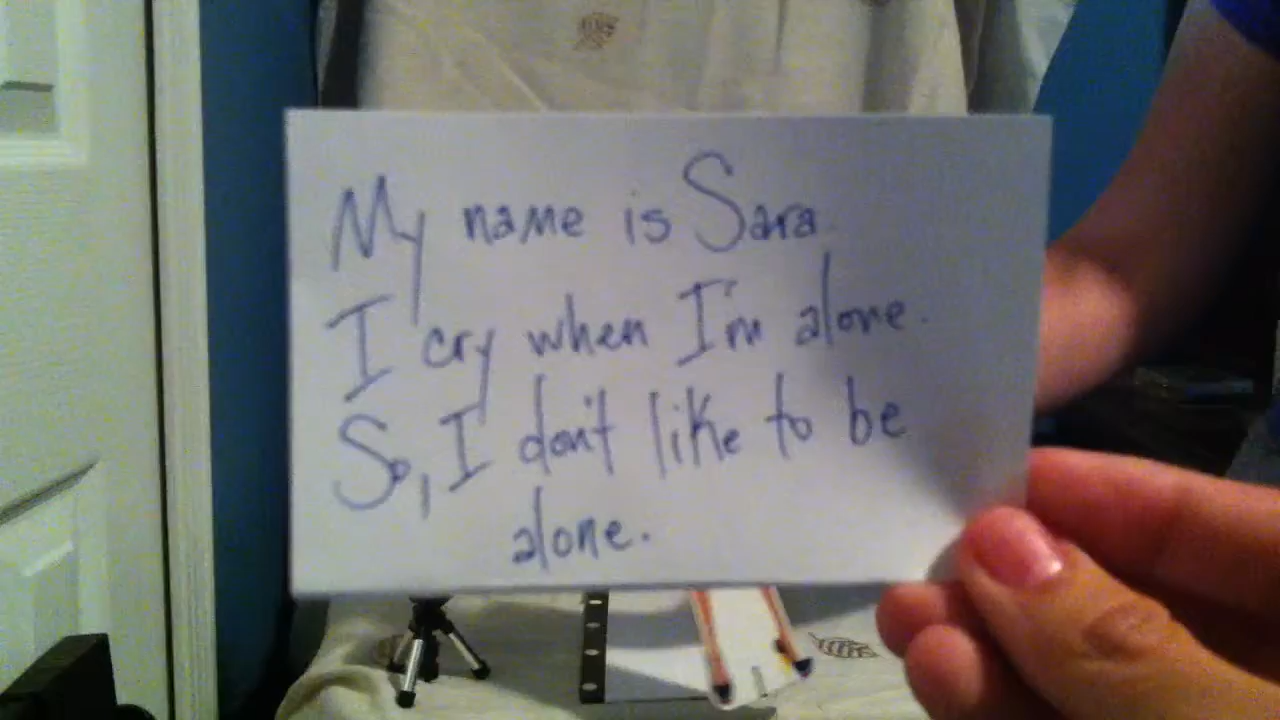 My name is Sara.
I cry when I'm alone.
So, I don't like to be
alone.